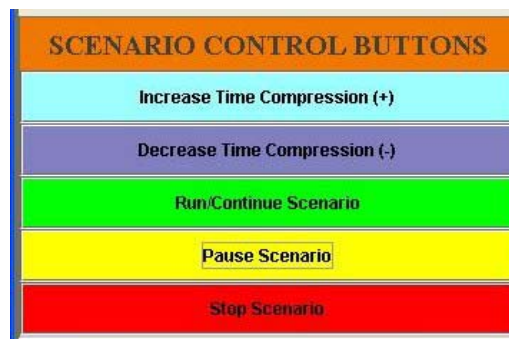 SCENARIO CONTROL BUTTONS
Increase Time Compression (+)
Decrease Time Compression (-)
Run/Continue Scenario
Pause Scenario
Stop Scenario